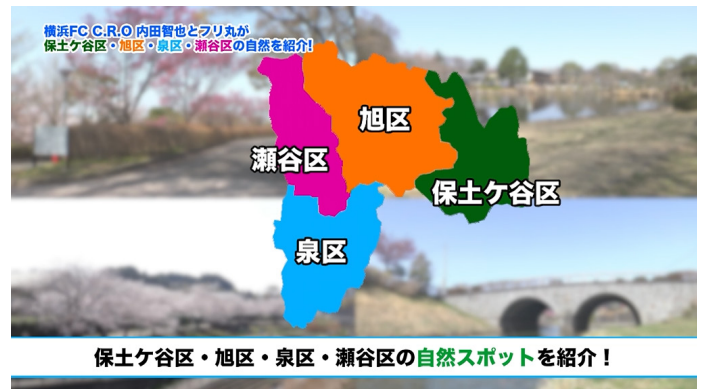 横浜FC C.R.O 内田智也とフリ丸が
保土ケ谷区・旭区・泉区・瀬谷区の自然を紹介!
旭区
瀬谷区
保土ケ谷区
泉区
保土ケ谷区・旭区・泉区・瀬谷区の自然スポットを紹介！